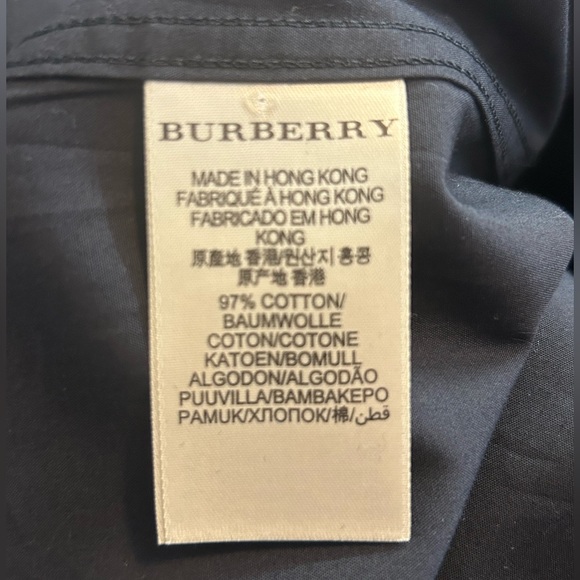 BURBERRY
MADE IN HONG KONG
FABRIQUÉ À HONG KONG
FABRICADO EM HONG
KONG
原產地 香港/원산지 홍콩
原产地 香港
97% COTTON/
BAUMWOLLE
COTON/COTONE
KATOEN/BOMULL
ALGODON/ALGODÃO
PUUVILLA/BAMBAKEPO
PAMUK/ХЛОПОК/棉/قطن